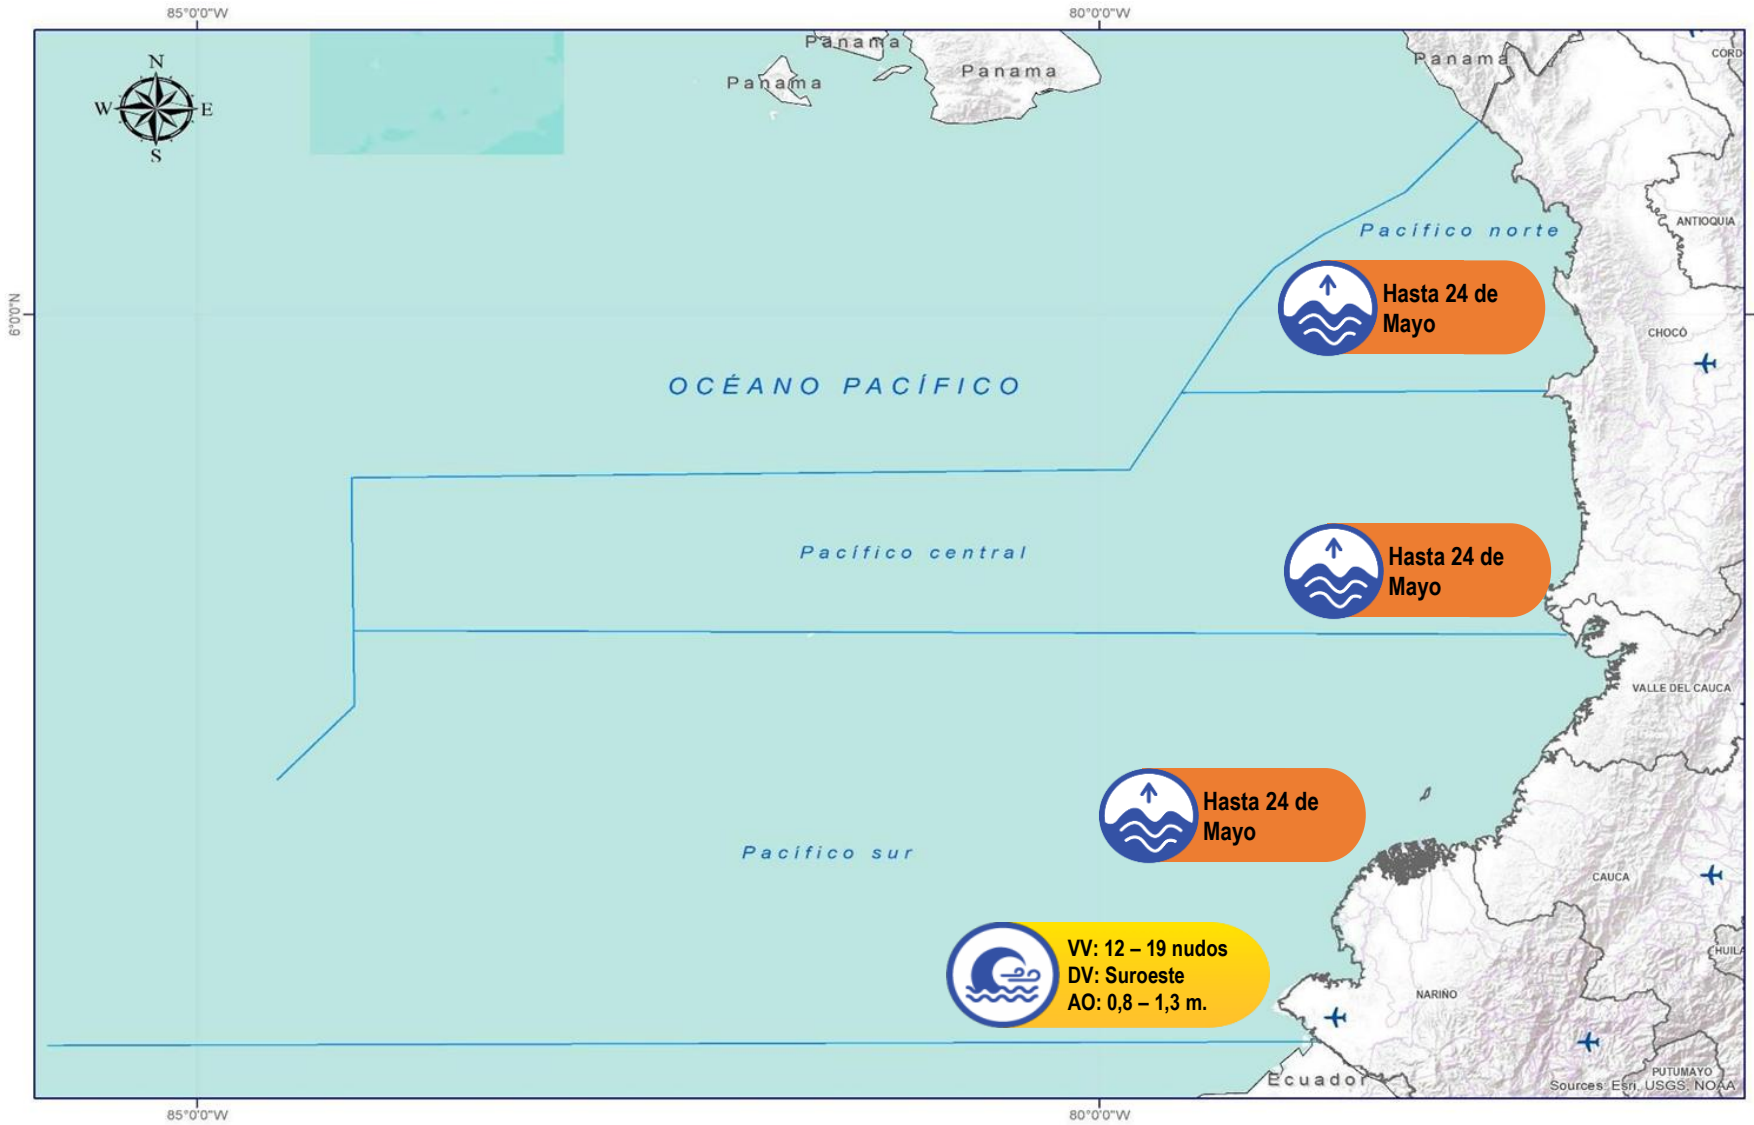 85°0'0"W
80°0'0"W
N
W
E
S
Panama
Panama
Panama
Panama
CÓRD
ANTIOQUIA
Pacífico norte
Hasta 24 de
Mayo
6°0'0"N
CHOCÓ
OCÉANO PACÍFICO
Pacífico central
Hasta 24 de
Mayo
VALLE DEL CAUCA
Hasta 24 de
Mayo
Pacífico sur
CAUCA
HUILA
VV: 12 – 19 nudos
DV: Suroeste
AO: 0,8 – 1,3 m.
NARIÑO
Ecuador
PUTUMAYO
Sources: Esri, USGS, NOAA
85°0'0"W
80°0'0"W